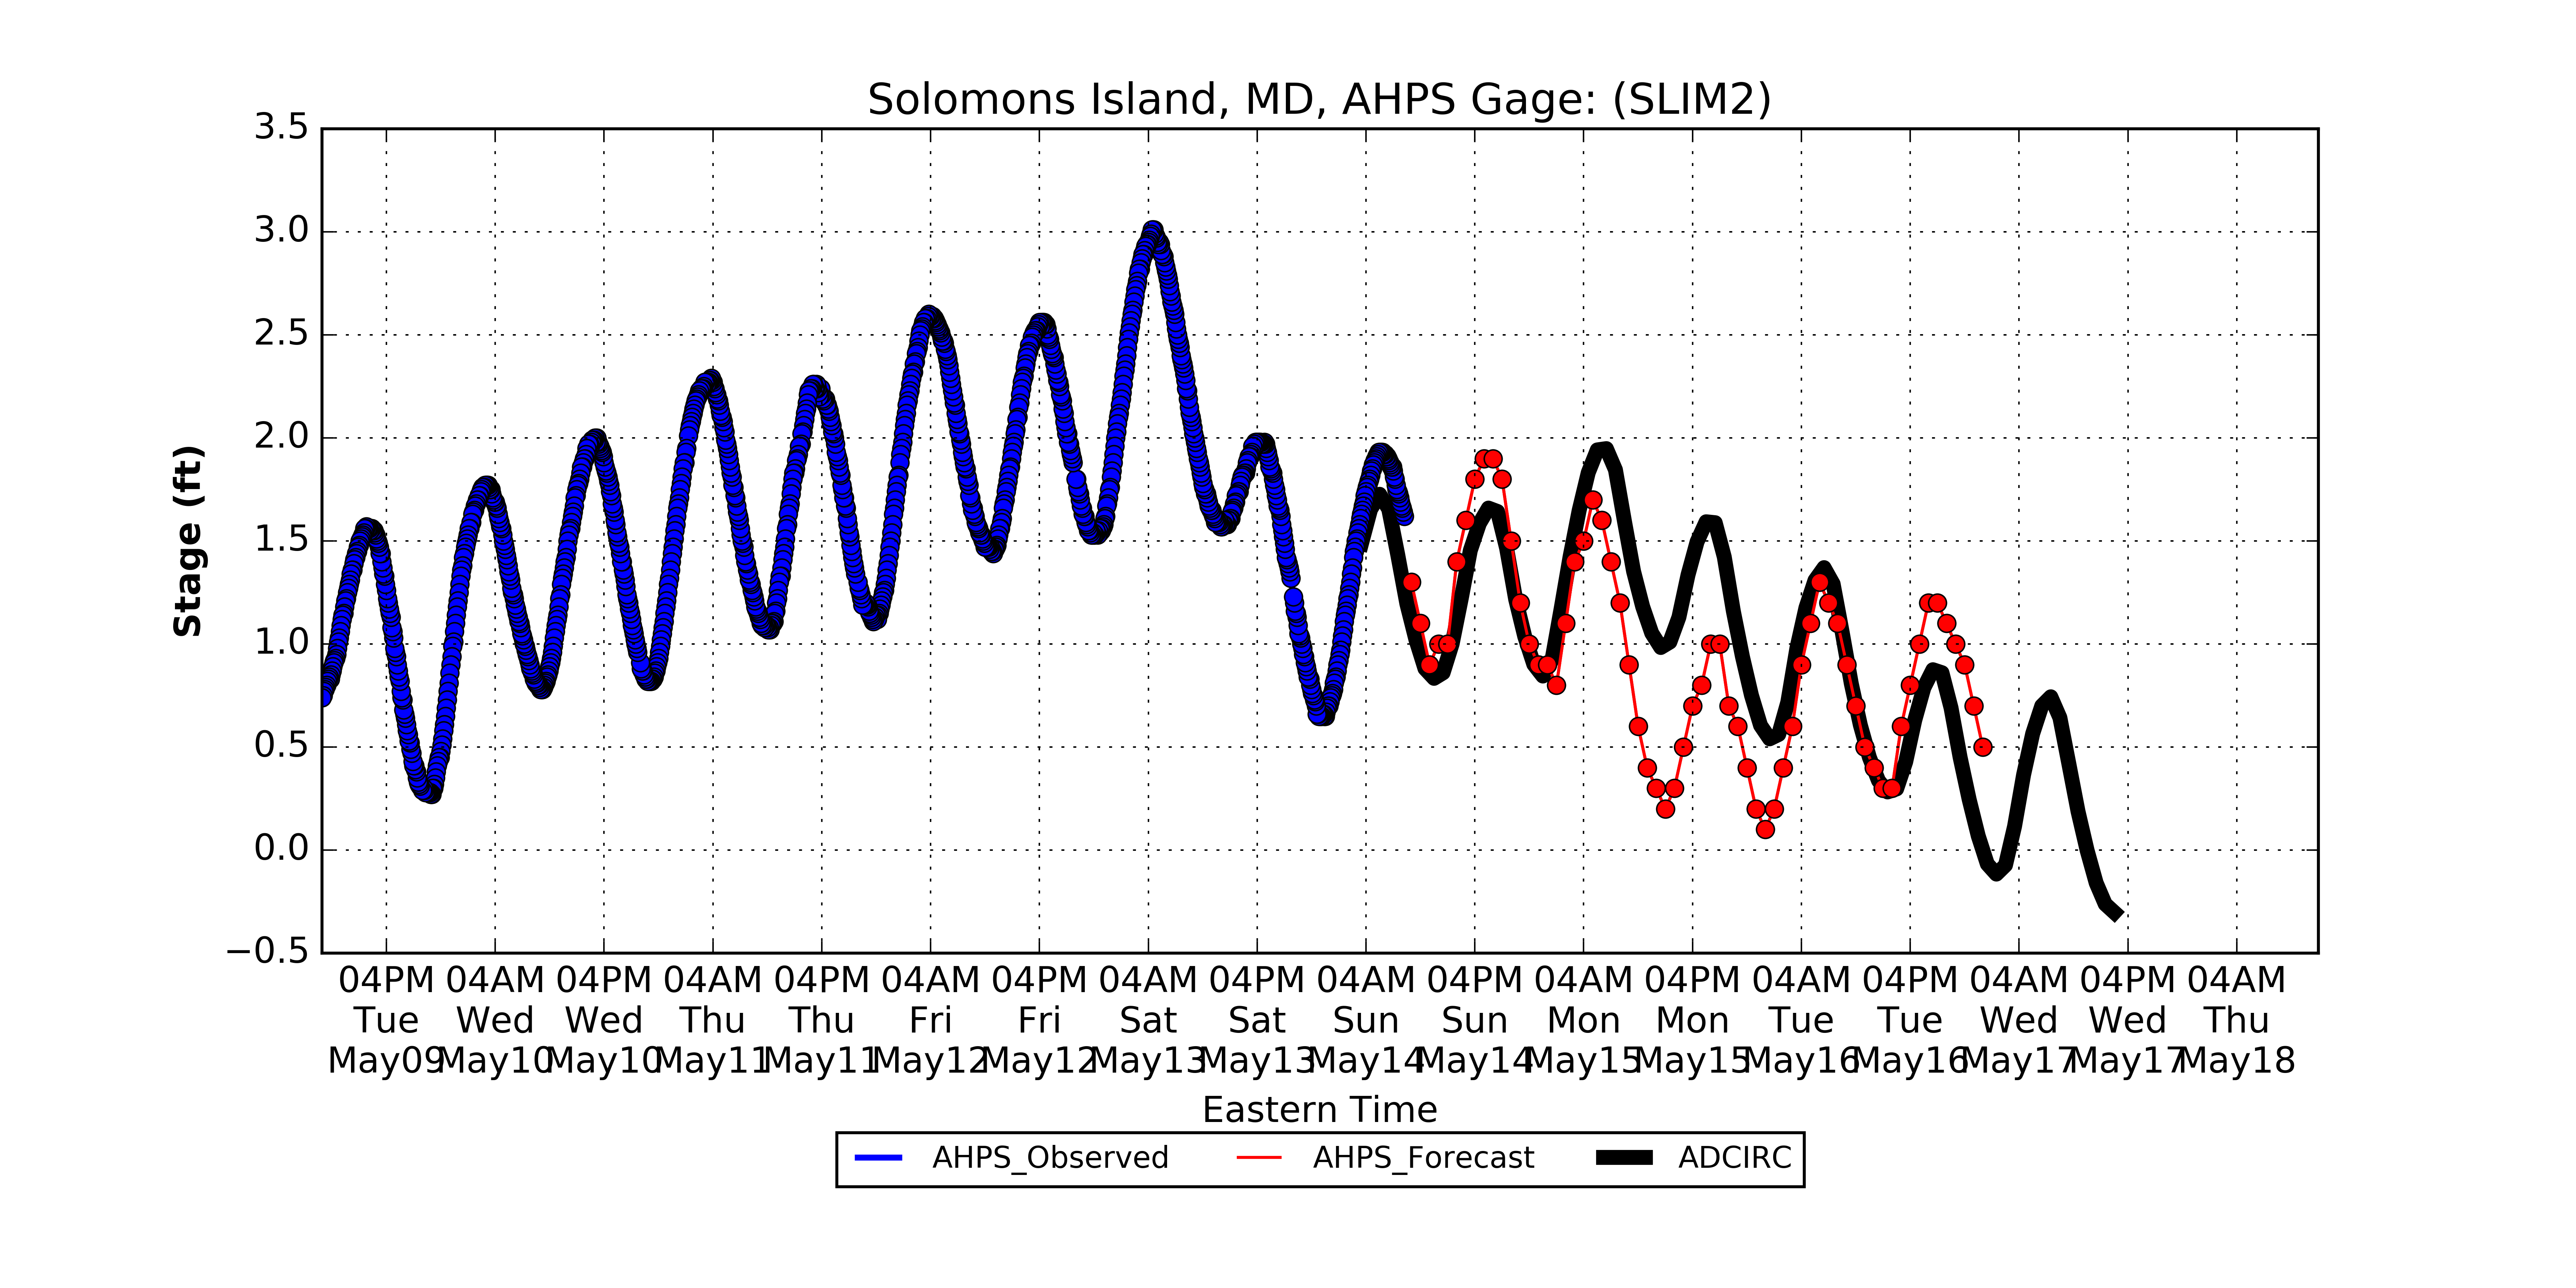 Solomons Island, MD, AHPS Gage: (SLIM2)
3.5
3.0
2.5
2.0
1.5
1.0
0.5
0.0
−0.5
Stage (ft)
04PM 04AM 04PM 04AM 04PM 04AM 04PM 04AM 04PM 04AM 04PM 04AM 04PM 04AM 04PM 04AM 04PM 04AM
Tue Wed Wed Thu Thu Fri Fri Sat Sat Sun Sun Mon Mon Tue Tue Wed Wed Thu
May09 May10 May10 May11 May11 May12 May12 May13 May13 May14 May14 May15 May15 May16 May16 May17 May17 May18
Eastern Time
AHPS_Observed AHPS_Forecast ADCIRC